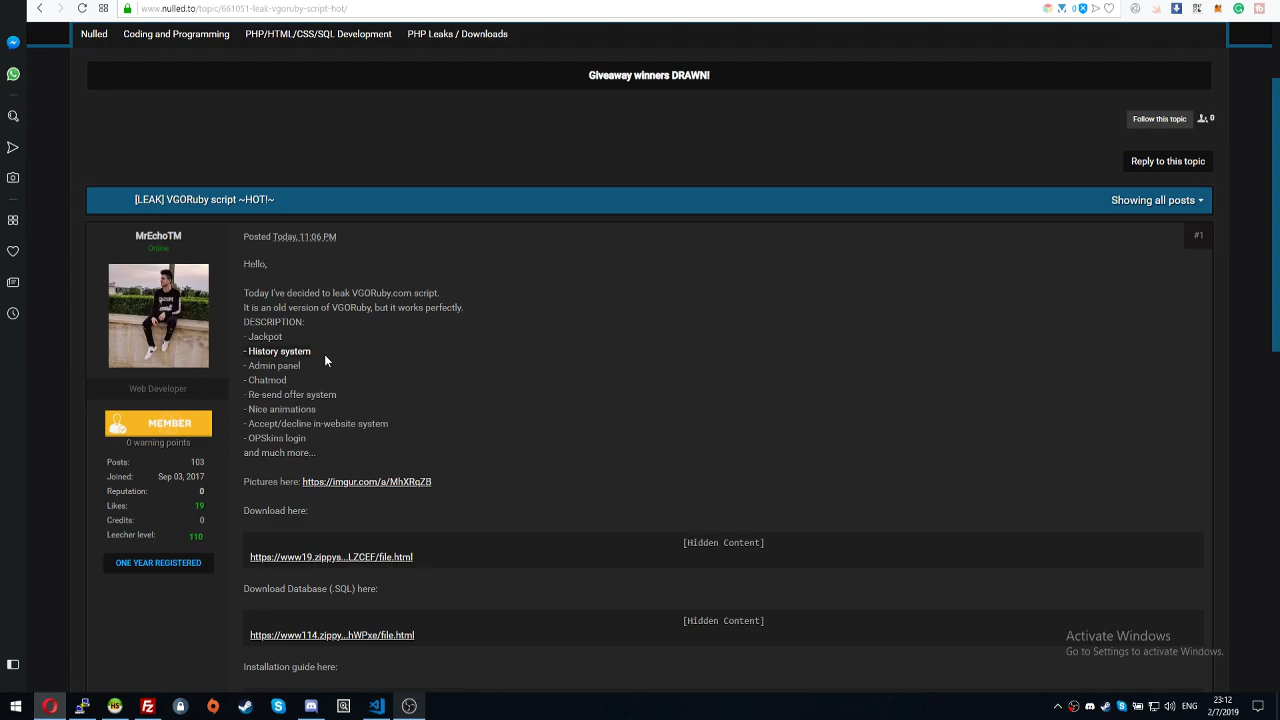 www.nulled.to/topic/661051-leak-vgoruby-script-hot/
0
Nulled
Coding and Programming
PHP/HTML/CSS/SQL Development
PHP Leaks / Downloads
Giveaway winners DRAWN!
Follow this topic
0
Reply to this topic
[LEAK] VGORuby script ~HOT!~
Showing all posts
MrEchoTM
Online
Web Developer
MEMBER
0 warning points
Posts: 103
Joined: Sep 03, 2017
Reputation: 0
Likes: 19
Credits: 0
Leecher level: 110
ONE YEAR REGISTERED
Posted Today, 11:06 PM
#1
Hello,
Today I've decided to leak VGORuby.com script.
It is an old version of VGORuby, but it works perfectly.
DESCRIPTION:
- Jackpot
- History system
- Admin panel
- Chatmod
- Re-send offer system
- Nice animations
- Accept/decline in-website system
- OPSkins login
and much more...
Pictures here: https://imgur.com/a/MhXRqZB
Download here:
[Hidden Content]
https://www19.zippys...LZCEF/file.html
Download Database (.SQL) here:
[Hidden Content]
https://www114.zippy...hWPxe/file.html
Installation guide here:
Activate Windows
Go to Settings to activate Windows.
ENG
23:12
2/7/2019